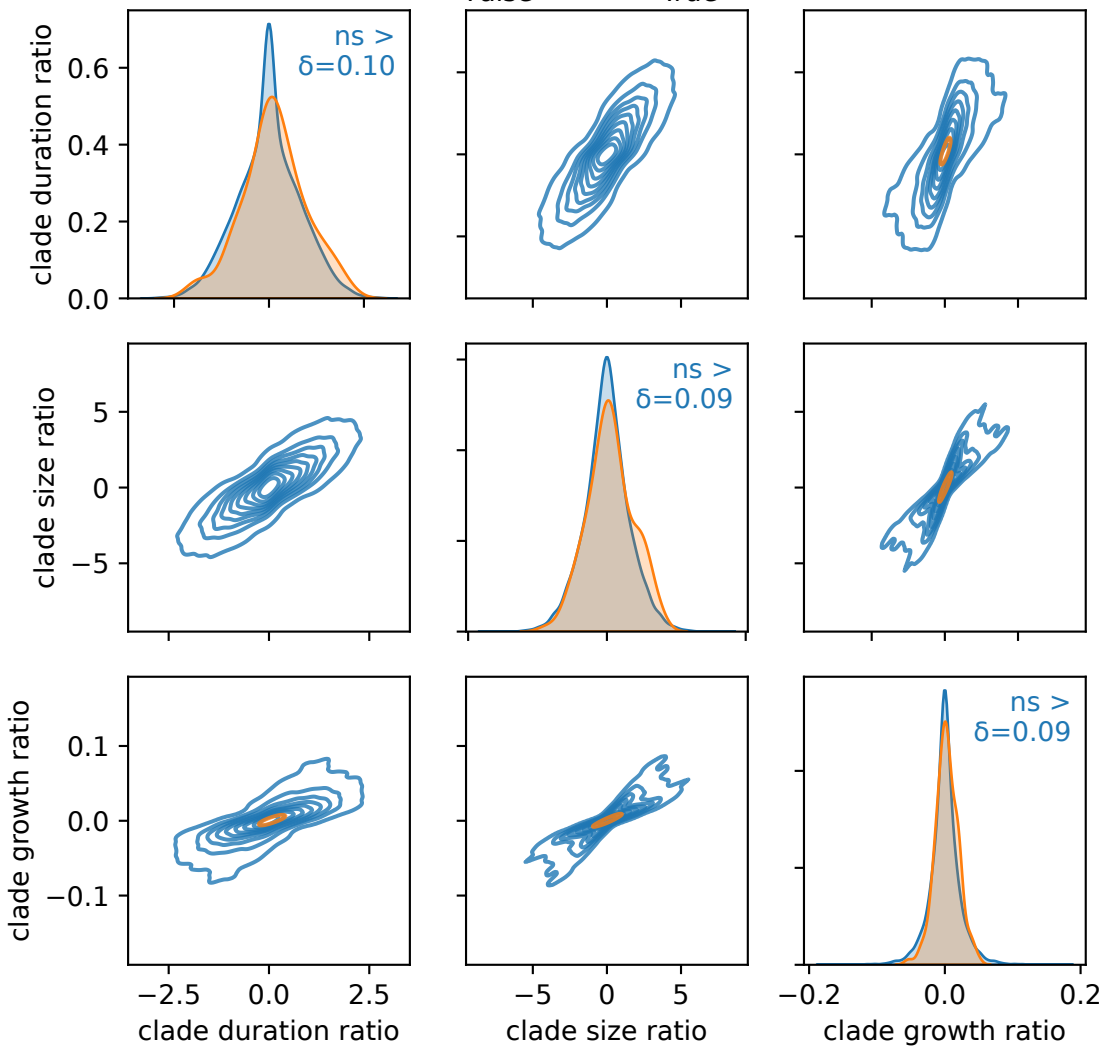 clade duration ratio
0.6
0.4
0.2
0.0
ns >
δ=0.10
clade size ratio
5
0
−5
ns >
δ=0.09
clade growth ratio
0.1
0.0
−0.1
ns >
δ=0.09
−2.5 0.0 2.5
clade duration ratio
−5 0 5
clade size ratio
−0.2 0.0 0.2
clade growth ratio